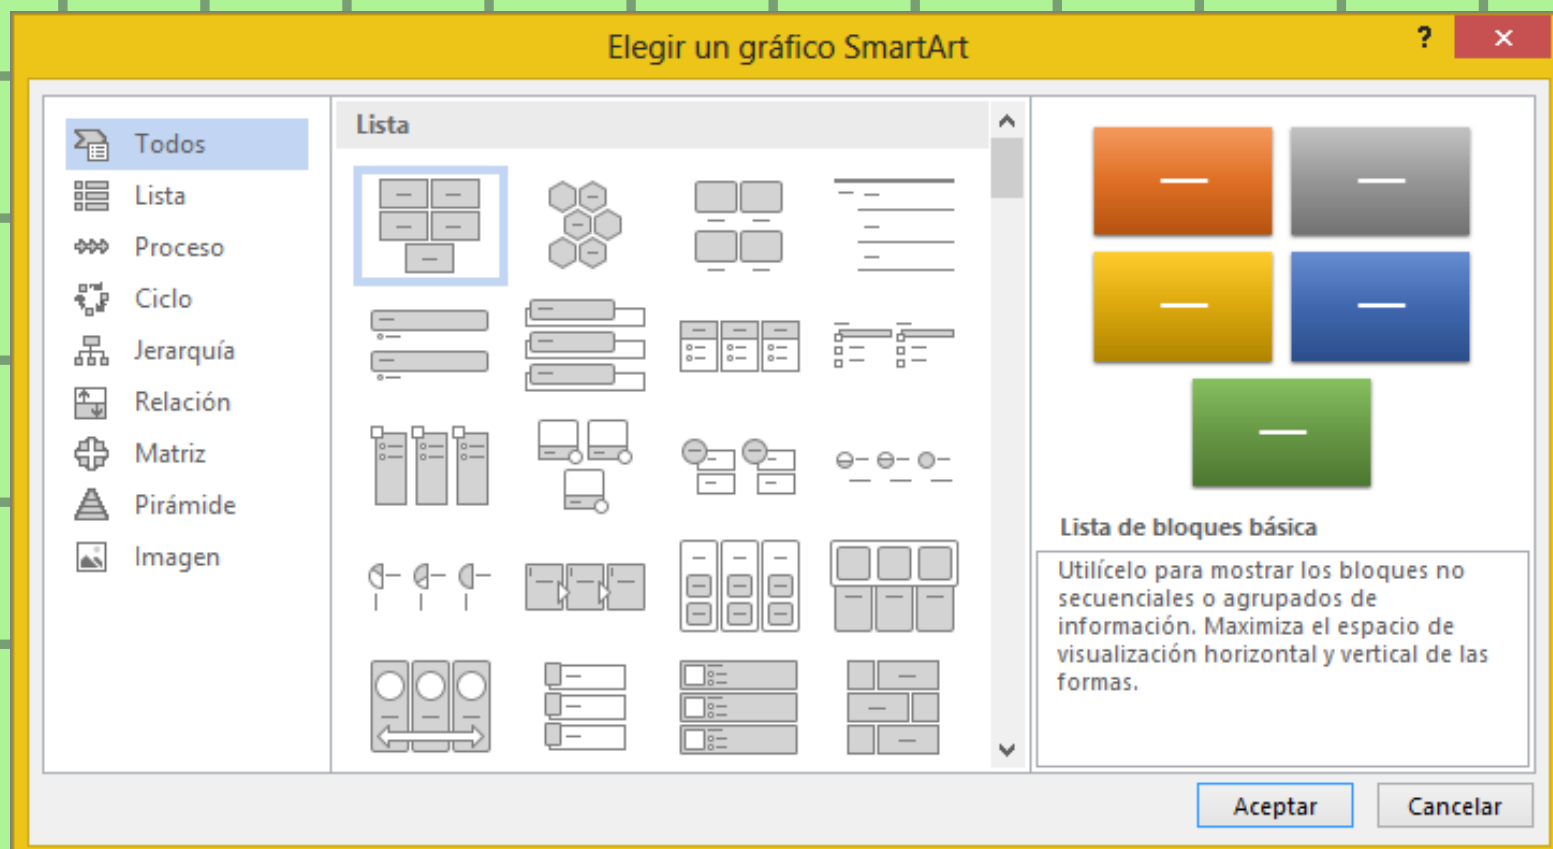 Elegir un gráfico SmartArt
?
Todos
Lista
Proceso
Ciclo
Jerarquía
Relación
Matriz
Pirámide
Imagen
Lista
Lista de bloques básica
Utilícelo para mostrar los bloques no
secuenciales o agrupados de
información. Maximiza el espacio de
visualización horizontal y vertical de las
formas.
Aceptar
Cancelar